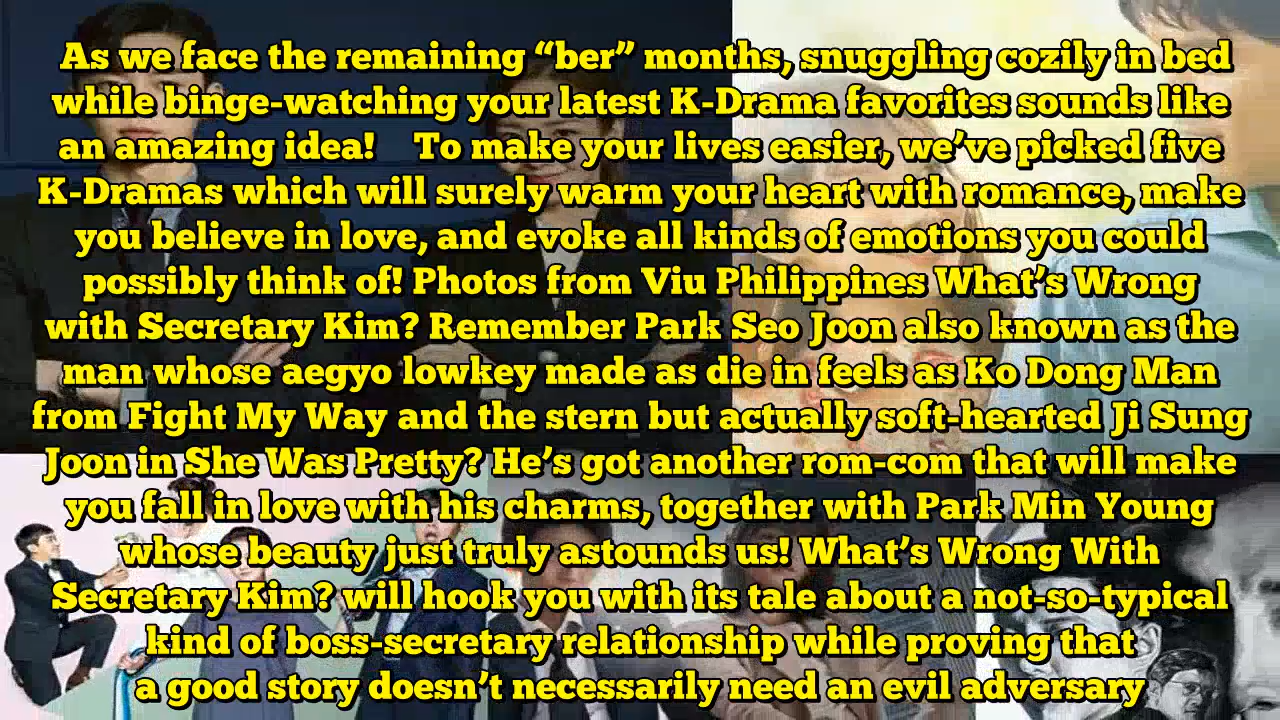 As we face the remaining “ber” months, snuggling cozily in bed
while binge-watching your latest K-Drama favorites sounds like
an amazing idea! To make your lives easier, we’ve picked five
K-Dramas which will surely warm your heart with romance, make
you believe in love, and evoke all kinds of emotions you could
possibly think of! Photos from Viu Philippines What’s Wrong
with Secretary Kim? Remember Park Seo Joon also known as the
man whose aegyo lowkey made as die in feels as Ko Dong Man
from Fight My Way and the stern but actually soft-hearted Ji Sung
Joon in She Was Pretty? He’s got another rom-com that will make
you fall in love with his charms, together with Park Min Young
whose beauty just truly astounds us! What’s Wrong With
Secretary Kim? will hook you with its tale about a not-so-typical
kind of boss-secretary relationship while proving that
a good story doesn’t necessarily need an evil adversary